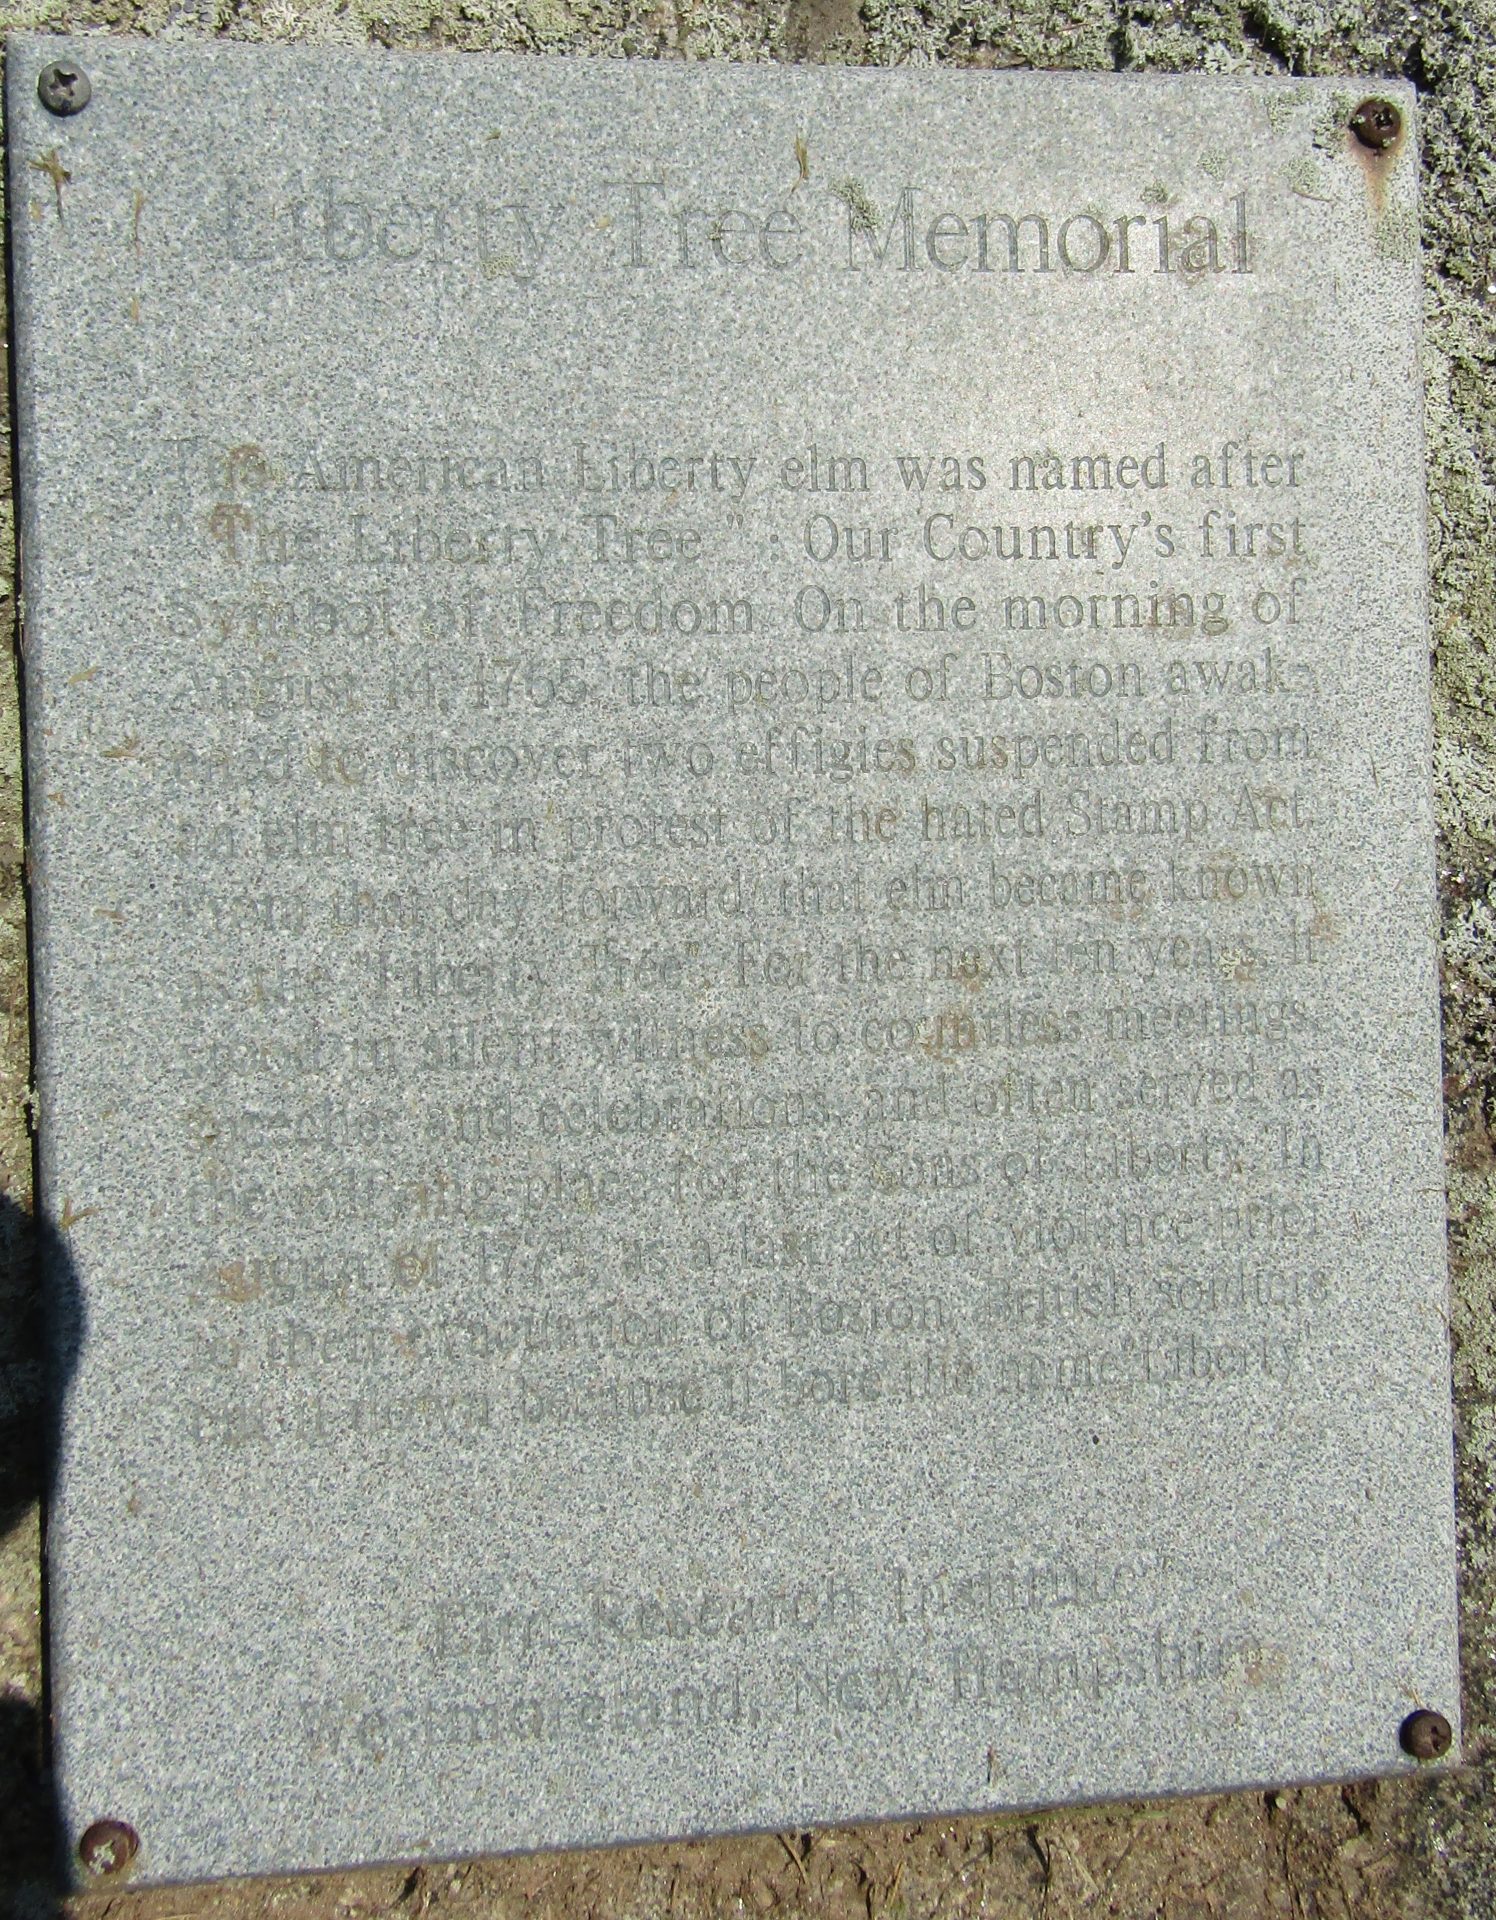 Liberty Tree Memorial
The American Liberty elm was named after
"The Liberty Tree": Our Country's first
Symbol of Freedom. On the morning of
August 14, 1765, the people of Boston awak-
ened to discover two effigies suspended from
an elm tree in protest of the hated Stamp Act.
From that day forward, that elm became known
as the "Liberty Tree". For the next ten years, it
stood in silent witness to countless meetings,
speeches and celebrations, and often served as
the rallying place for the Sons of Liberty. In
August of 1775, as a last act of violence prior
to their evacuation of Boston, British soldiers
cut it down because it bore the name "Liberty"
Elm Research Institute
Westmoreland, New Hampshire